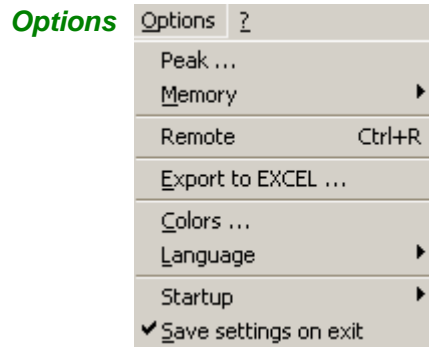 Options Options ?
Peak ...
Memory
Remote Ctrl+R
Export to EXCEL ...
Colors ...
Language
Startup
Save settings on exit